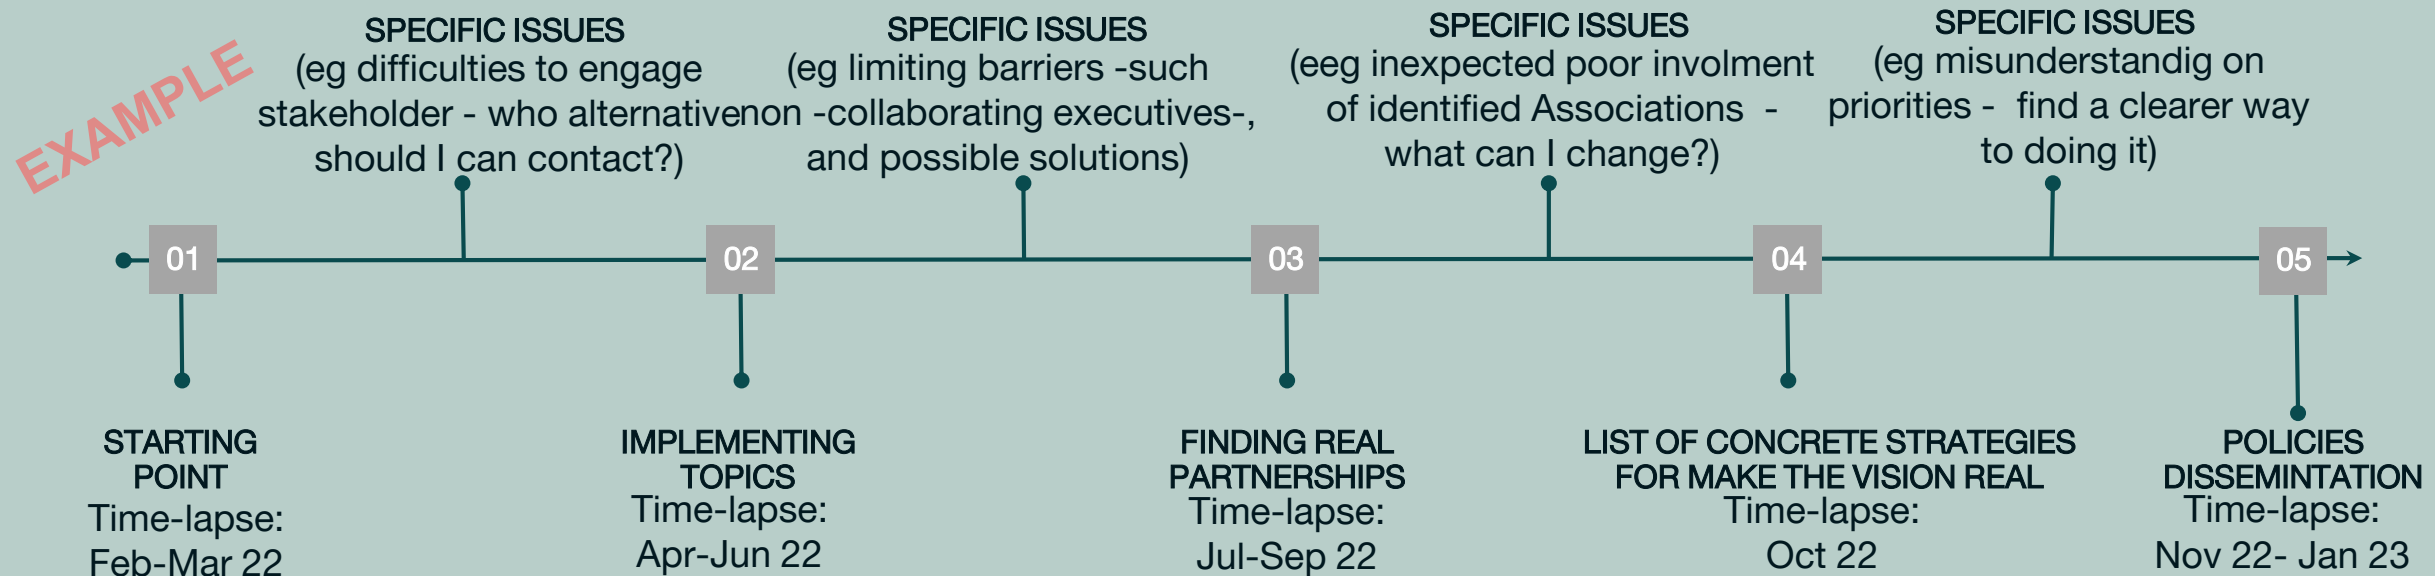 EXAMPLE
SPECIFIC ISSUES
(eg difficulties to engage
stakeholder - who alternative
should I can contact?)
SPECIFIC ISSUES
(eg limiting barriers -such
non -collaborating executives-,
and possible solutions)
SPECIFIC ISSUES
(eeg inexpected poor involment
of identified Associations -
what can I change?)
SPECIFIC ISSUES
(eg misunderstandig on
priorities - find a clearer way
to doing it)
01
02
03
04
05
STARTING
POINT
Time-lapse:
Feb-Mar 22
IMPLEMENTING
TOPICS
Time-lapse:
Apr-Jun 22
FINDING REAL
PARTNERSHIPS
Time-lapse:
Jul-Sep 22
LIST OF CONCRETE STRATEGIES
FOR MAKE THE VISION REAL
Time-lapse:
Oct 22
POLICIES
DISSEMINTATION
Time-lapse:
Nov 22- Jan 23